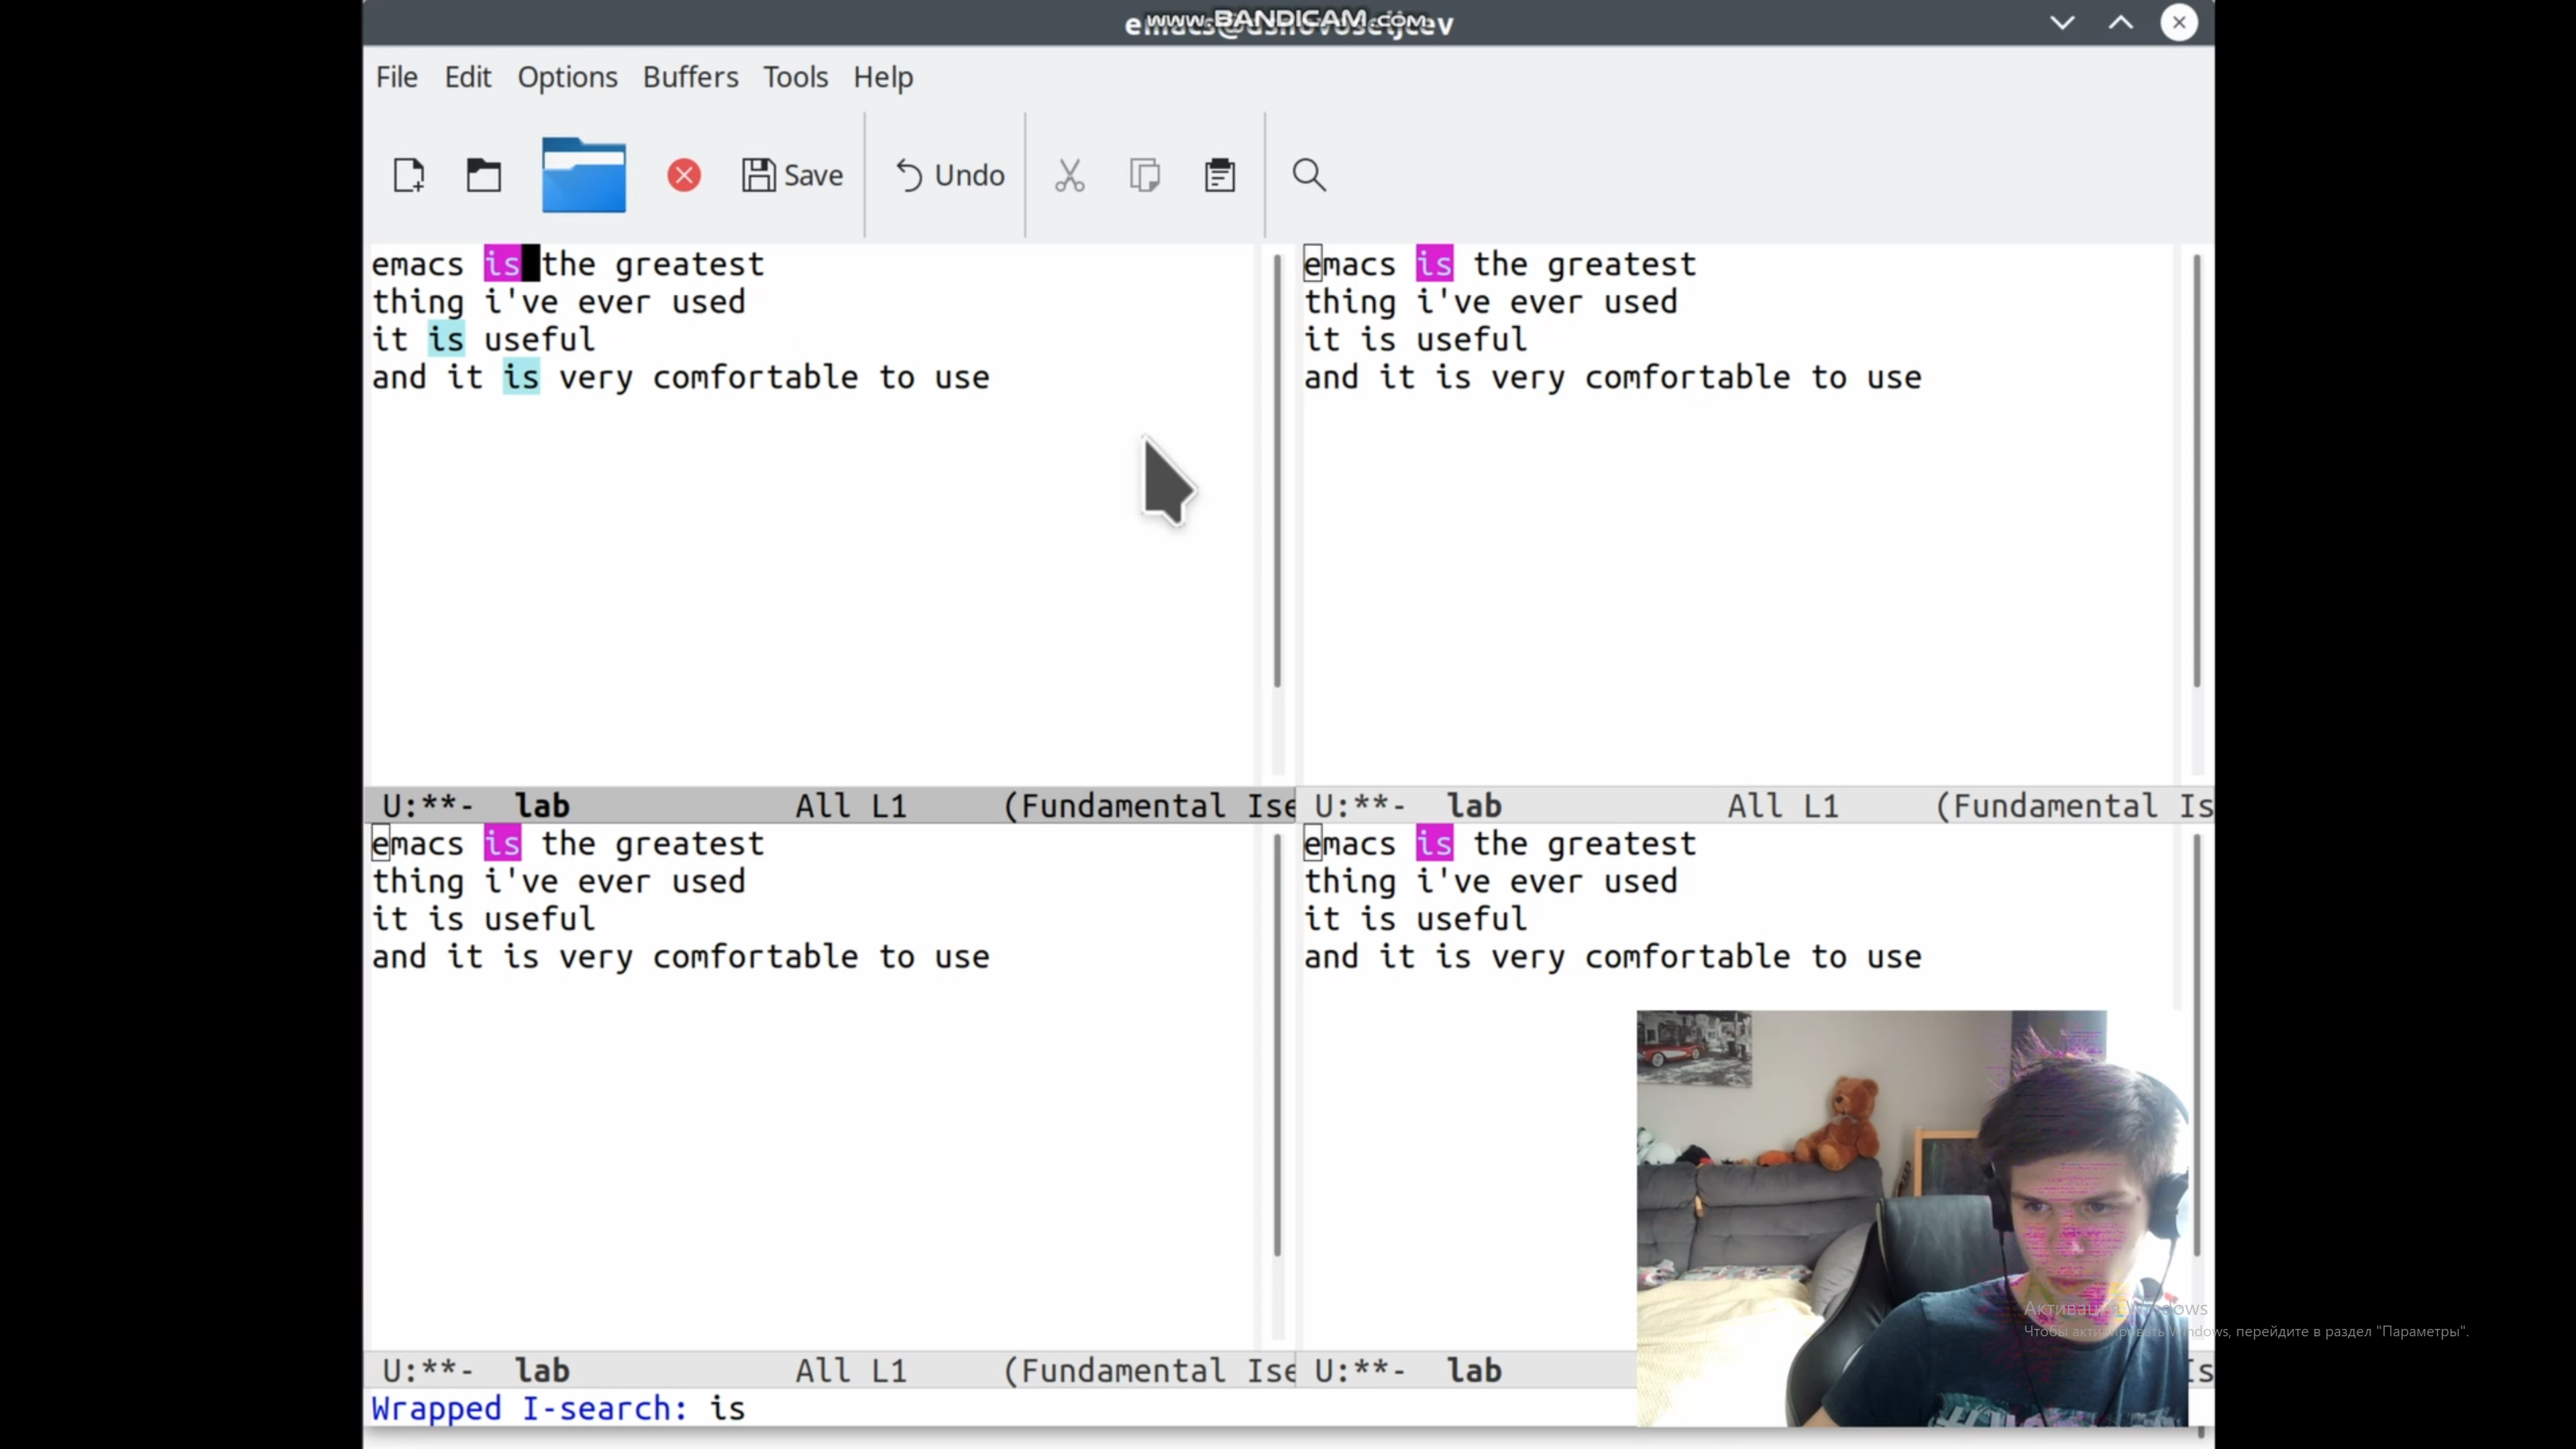 www.BANDICAM.com
File Edit Options Buffers Tools Help
Save Undo
emacs is the greatest
thing i've ever used
it is useful
and it is very comfortable to use
emacs is the greatest
thing i've ever used
it is useful
and it is very comfortable to use
U:**- lab All L1 (Fundamental Ise
U:**- lab All L1 (Fundamental Is
emacs is the greatest
thing i've ever used
it is useful
and it is very comfortable to use
emacs is the greatest
thing i've ever used
it is useful
and it is very comfortable to use
U:**- lab All L1 (Fundamental Ise
U:**- lab Is
Wrapped I-search: is
Активация Windows
Чтобы активировать Windows, перейдите в раздел "Параметры".